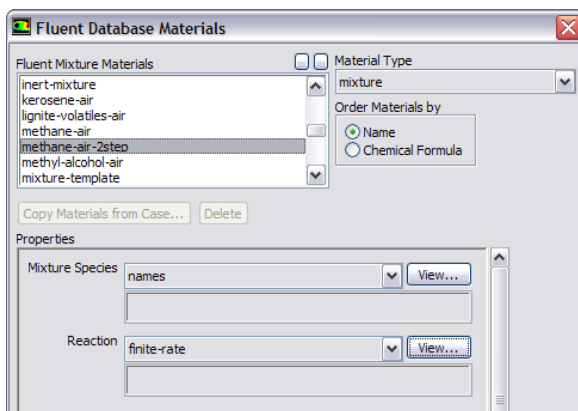 Fluent Database Materials
Fluent Mixture Materials
Material Type
inert-mixture
kerosene-air
lignite-volatiles-air
methane-air
methane-air-2step
methyl-alcohol-air
mixture-template
mixture
Order Materials by
Name
Chemical Formula
Copy Materials from Case...
Delete
Properties
Mixture Species
names
View...
Reaction
finite-rate
View...